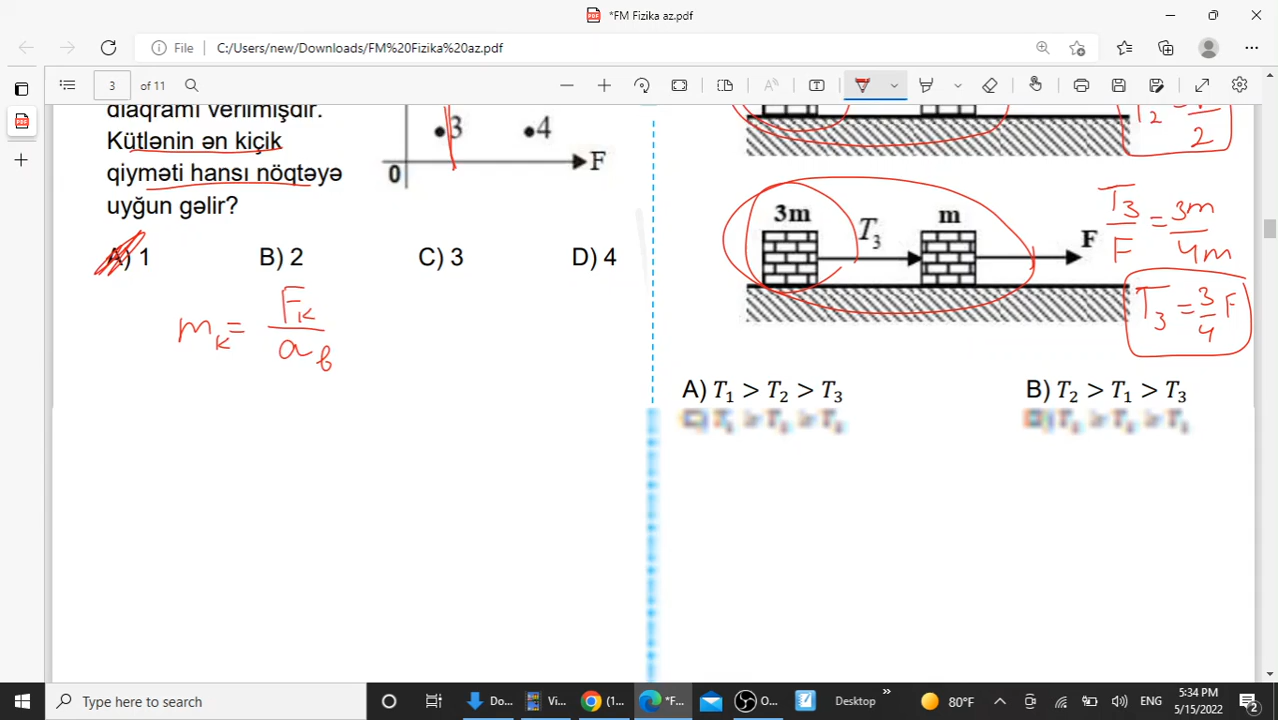 *FM Fizika az.pdf
File C:/Users/new/Downloads/FM%20Fizika%20az.pdf
3 of 11
diaqramı verilmişdir.
Kütlənin ən kiçik
qiyməti hansı nöqtəyə
uyğun gəlir?
3 4
0 F
A) 1 B) 2 C) 3 D) 4
m_k = F_k / a_b
2
3m T_3 m F
T_3 / F = 3m / 4m
T_3 = 3/4 F
A) T_1 > T_2 > T_3 B) T_2 > T_1 > T_3
Type here to search
Do...
Vi...
(1...
*F...
O...
Desktop
80°F
ENG
5:34 PM
5/15/2022
2